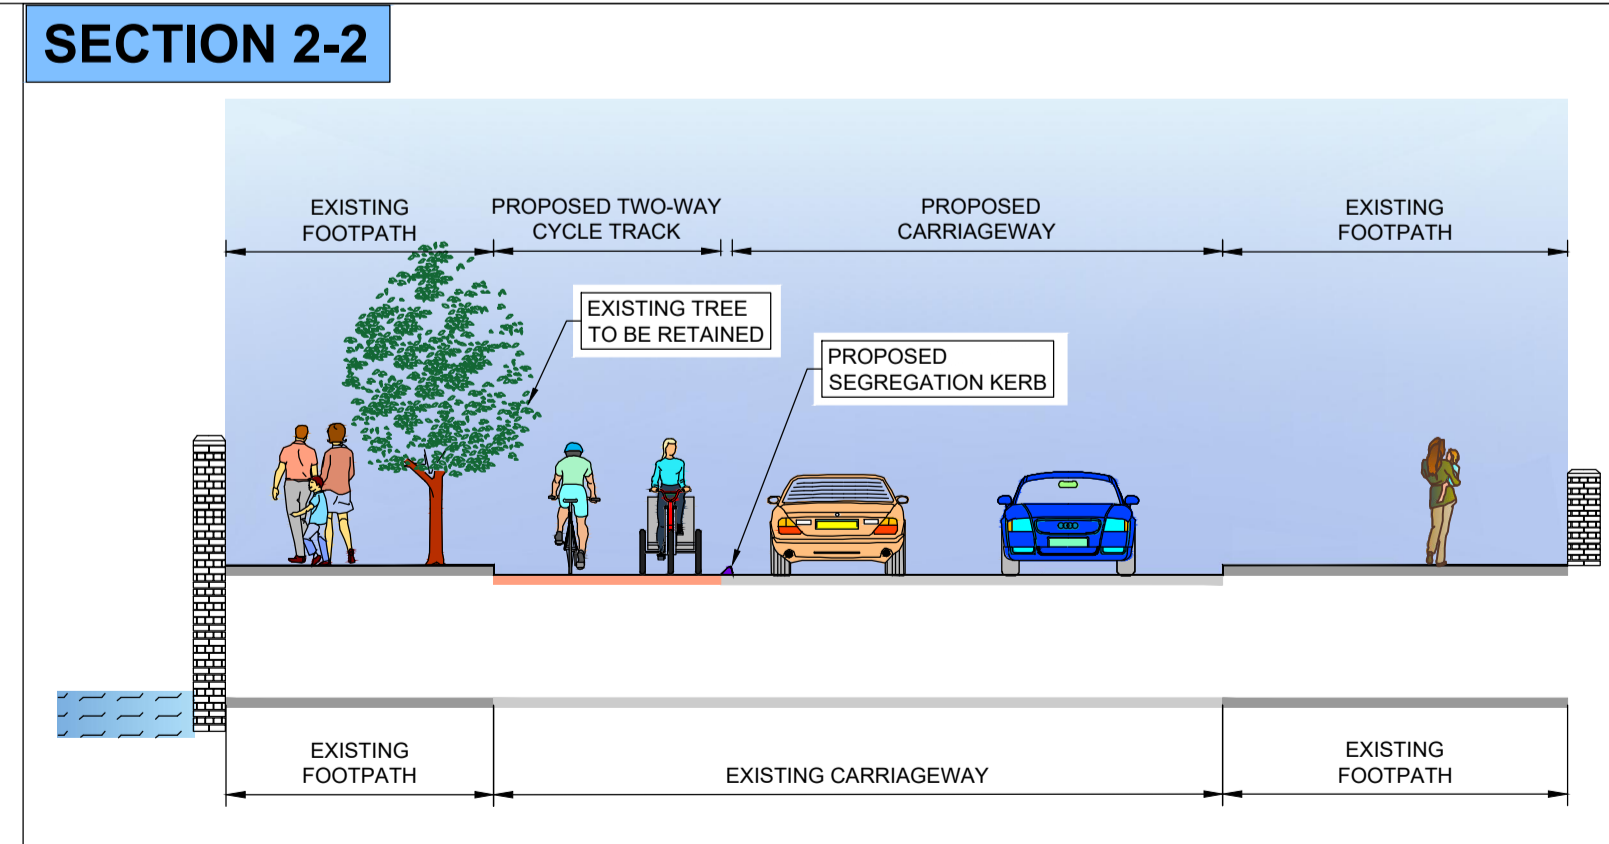 SECTION 2-2
EXISTING
FOOTPATH
PROPOSED TWO-WAY
CYCLE TRACK
PROPOSED
CARRIAGEWAY
EXISTING
FOOTPATH
EXISTING TREE
TO BE RETAINED
PROPOSED
SEGREGATION KERB
EXISTING
FOOTPATH
EXISTING CARRIAGEWAY
EXISTING
FOOTPATH